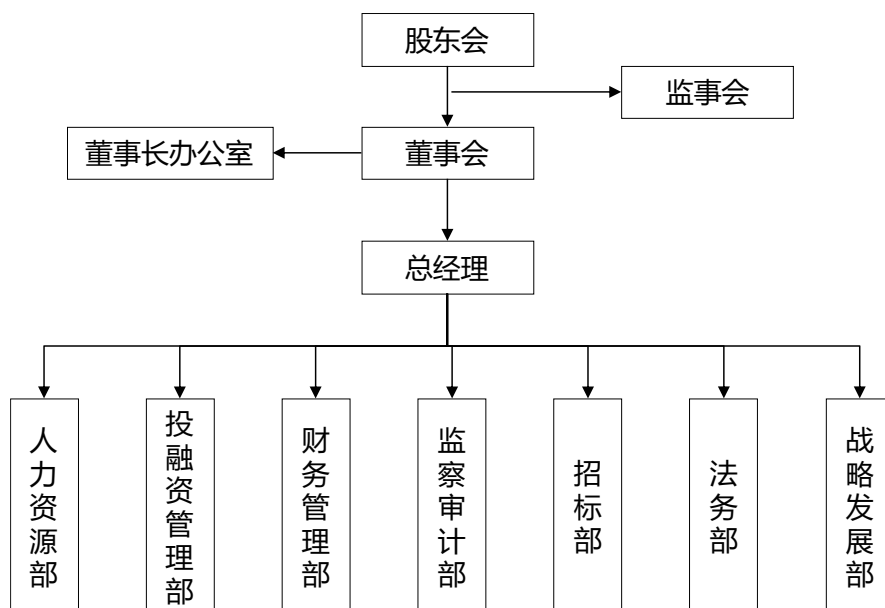 股东会
监事会
董事长办公室
董事会
总经理
人力资源部
投融资管理部
财务管理部
监察审计部
招标部
法务部
战略发展部